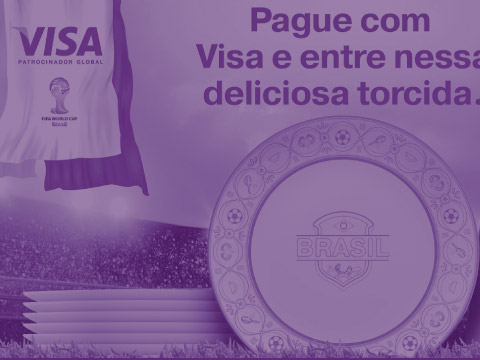 VISA
PATROCINADOR GLOBAL
FIFA WORLD CUP
Brasil
Pague com
Visa e entre nessa
deliciosa torcida.
BRASIL